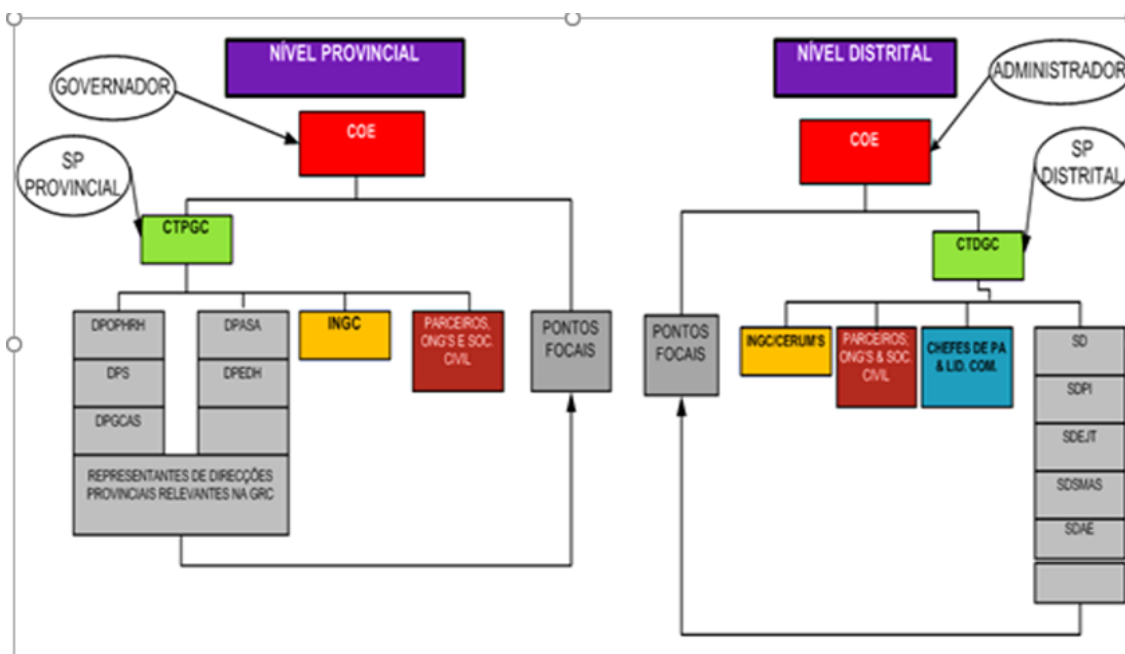 NÍVEL PROVINCIAL
GOVERNADOR
COE
SP
PROVINCIAL
CTPGC
DPOPHRH
DPS
DPGCAS
DPASA
DPEDH
INGC
PARCEIROS,
ONG'S E SOC.
CIVIL
PONTOS
FOCAIS
REPRESENTANTES DE DIRECÇÕES
PROVINCIAIS RELEVANTES NA GRC
NÍVEL DISTRITAL
ADMINISTRADOR
COE
SP
DISTRITAL
CTDGC
PONTOS
FOCAIS
INGC/CERUM'S
PARCEIROS,
ONG'S & SOC.
CIVIL
CHEFES DE PA
& LID. COM.
SD
SDPI
SDEJT
SDSMAS
SDAE